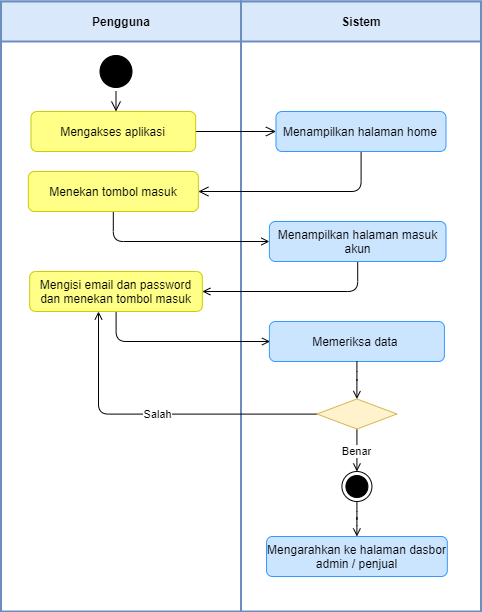 Pengguna
Sistem
Mengakses aplikasi
Menampilkan halaman home
Menekan tombol masuk
Menampilkan halaman masuk
akun
Mengisi email dan password
dan menekan tombol masuk
Memeriksa data
Salah
Benar
Mengarahkan ke halaman dasbor
admin / penjual